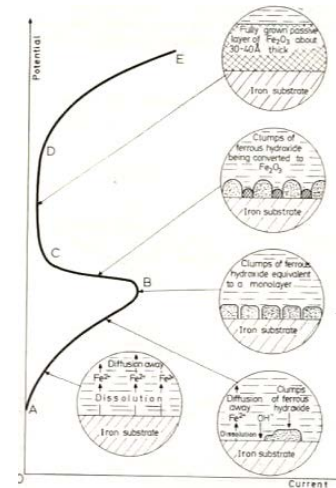 Potential
Fully grown passive
layer of Fe2O3 about
30-40Å
thick
Iron substrate
E
D
Clumps of
ferrous hydroxide
being converted to
Fe2O3
Iron substrate
C
B
Clumps of ferrous
hydroxide equivalent
to a monolayer
Iron substrate
Diffusion away
Fe2+ Fe2+ Fe2+
Dissolution
Iron substrate
Diffusion
away
Fe2+
OH-
Dissolution
Clumps
of ferrous
hydroxide
Iron substrate
A
O
Current